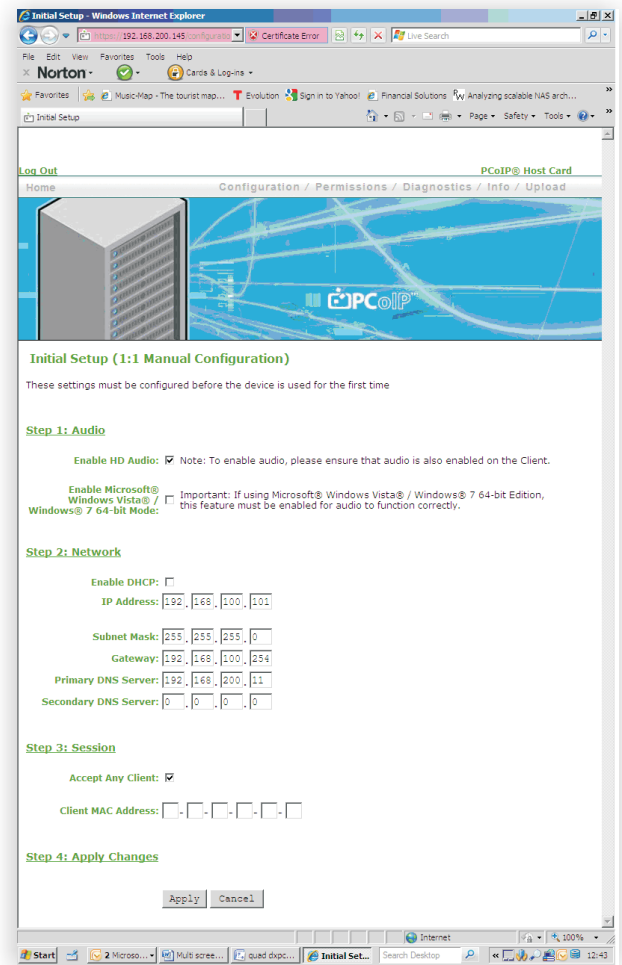 Initial Setup - Windows Internet Explorer
https://192.168.200.145/configuratio Certificate Error Live Search
File Edit View Favorites Tools Help
Norton Cards & Log-ins
Favorites Music-Map - The tourist map... Evolution Sign in to Yahoo! Financial Solutions Analyzing scalable NAS arch...
Initial Setup Page Safety Tools
Log Out PCoIP® Host Card
Home Configuration / Permissions / Diagnostics / Info / Upload
PCoIP™
Initial Setup (1:1 Manual Configuration)
These settings must be configured before the device is used for the first time
Step 1: Audio
Enable HD Audio: Note: To enable audio, please ensure that audio is also enabled on the Client.
Enable Microsoft® Windows Vista® / Windows® 7 64-bit Mode: Important: If using Microsoft® Windows Vista® / Windows® 7 64-bit Edition, this feature must be enabled for audio to function correctly.
Step 2: Network
Enable DHCP:
IP Address: 192 . 168 . 100 . 101
Subnet Mask: 255 . 255 . 255 . 0
Gateway: 192 . 168 . 100 . 254
Primary DNS Server: 192 . 168 . 200 . 11
Secondary DNS Server: 0 . 0 . 0 . 0
Step 3: Session
Accept Any Client:
Client MAC Address: - - - - -
Step 4: Apply Changes
Apply Cancel
Internet 100%
Start 2 Microso... Multi scree... quad dxpc... Initial Set... Search Desktop « 12:43